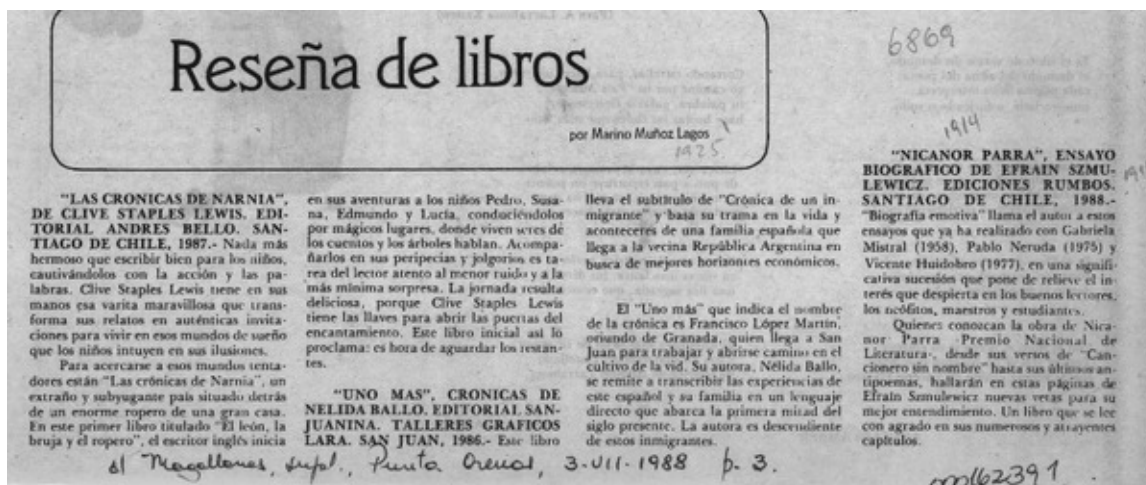 Reseña de libros
por Marino Muñoz Lagos
1925
"LAS CRONICAS DE NARNIA",
DE CLIVE STAPLES LEWIS. EDI-
TORIAL ANDRES BELLO. SAN-
TIAGO DE CHILE, 1987.- Nada más
hermoso que escribir bien para los niños,
cautivándolos con la acción y las pa-
labras. Clive Staples Lewis tiene en sus
manos esa varita maravillosa que trans-
forma sus relatos en auténticas invita-
ciones para vivir en esos mundos de sueño
que los niños intuyen en sus ilusiones.
Para acercarse a esos mundos tenta-
dores están "Las crónicas de Narnia", un
extraño y subyugante país situado detrás
de un enorme ropero de una gran casa.
En este primer libro titulado "El león, la
bruja y el ropero", el escritor inglés inicia
en sus aventuras a los niños Pedro, Susa-
na, Edmundo y Lucía, conduciéndolos
por mágicos lugares, donde viven seres de
los cuentos y los árboles hablan. Acompa-
ñarlos en sus peripecias y jolgorios es ta-
rea del lector atento al menor ruido y a la
más mínima sorpresa. La jornada resulta
deliciosa, porque Clive Staples Lewis
tiene las llaves para abrir las puertas del
encantamiento. Este libro inicial así lo
proclama: es hora de aguardar los restan-
tes.
"UNO MAS", CRONICAS DE
NELIDA BALLO. EDITORIAL SAN-
JUANINA. TALLERES GRAFICOS
LARA. SAN JUAN, 1986.- Este libro
lleva el subtítulo de "Crónica de un in-
migrante" y basa su trama en la vida y
aconteceres de una familia española que
llega a la vecina República Argentina en
busca de mejores horizontes económicos.
El "Uno más" que indica el nombre
de la crónica es Francisco López Martín,
oriundo de Granada, quien llega a San
Juan para trabajar y abrirse camino en el
cultivo de la vid. Su autora, Nélida Ballo,
se remite a transcribir las experiencias de
este español y su familia en un lenguaje
directo que abarca la primera mitad del
siglo presente. La autora es descendiente
de estos inmigrantes.
6869
1914
"NICANOR PARRA", ENSAYO
BIOGRAFICO DE EFRAIN SZMU-
LEWICZ. EDICIONES RUMBOS.
SANTIAGO DE CHILE, 1988.-
"Biografía emotiva" llama el autor a estos
ensayos que ya ha realizado con Gabriela
Mistral (1958), Pablo Neruda (1975) y
Vicente Huidobro (1977), en una signifi-
cativa sucesión que pone de relieve el in-
terés que despierta en los buenos lectores,
los neófitos, maestros y estudiantes.
Quienes conozcan la obra de Nica-
nor Parra -Premio Nacional de
Literatura-, desde sus versos de "Can-
cionero sin nombre" hasta sus últimos an-
tipoemas, hallarán en estas páginas de
Efraín Szmulewicz nuevas vetas para su
mejor entendimiento. Un libro que se lee
con agrado en sus numerosos y atrayentes
capítulos.
el Magallanes, supl., Punta Arenas, 3-VII-1988 p. 3.
000162391